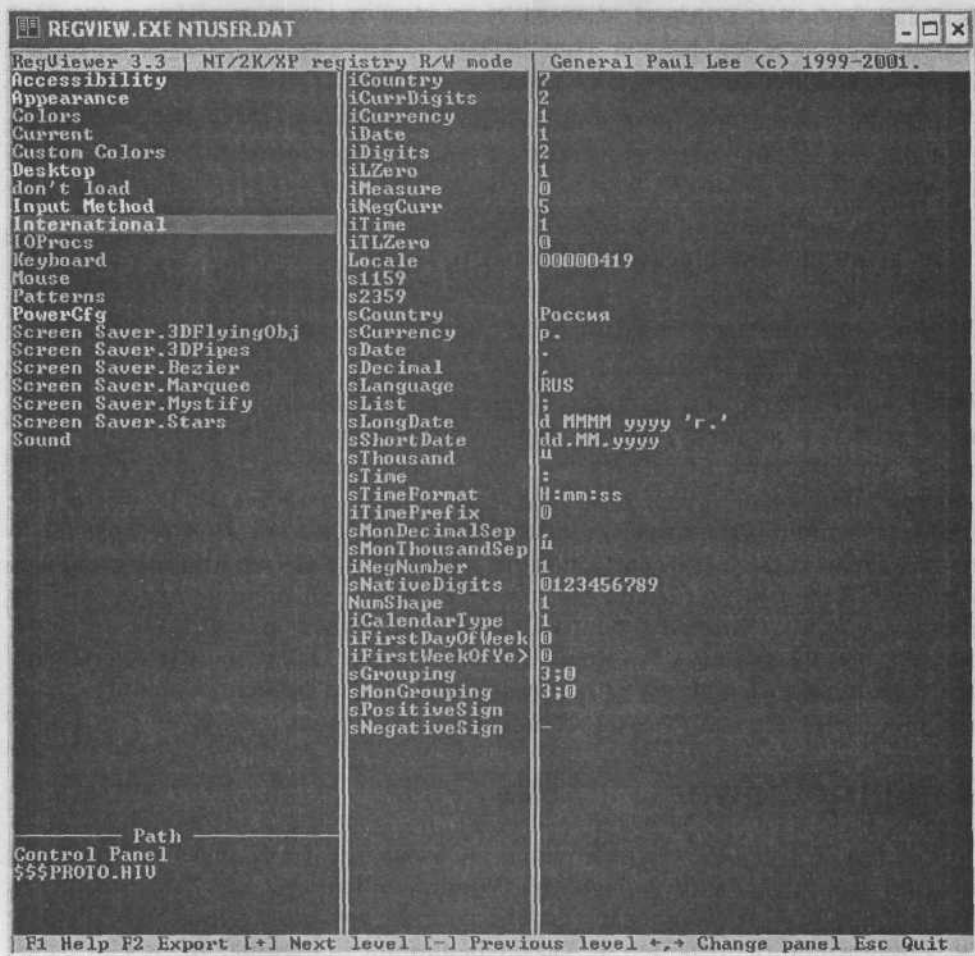 REGVIEW.EXE NTUSER.DAT
RegViewer 3.3 | NT/2K/XP registry R/W mode | General Paul Lee (c) 1999-2001.
Accessibility
Appearance
Colors
Current
Custom Colors
Desktop
don't load
Input Method
International
IOProcs
Keyboard
Mouse
Patterns
PowerCfg
Screen Saver.3DFlyingObj
Screen Saver.3DPipes
Screen Saver.Bezier
Screen Saver.Marquee
Screen Saver.Mystify
Screen Saver.Stars
Sound
Path
Control Panel
$$$PROTO.HIV
iCountry 7
iCurrDigits 2
iCurrency 1
iDate 1
iDigits 2
iLZero 1
iMeasure 0
iNegCurr 5
iTime 1
iTLZero 0
Locale 00000419
s1159
s2359
sCountry Россия
sCurrency р.
sDate .
sDecimal ,
sLanguage RUS
sList ;
sLongDate d MMMM yyyy 'г.'
sShortDate dd.MM.yyyy
sThousand
sTime :
sTimeFormat H:mm:ss
iTimePrefix 0
sMonDecimalSep ,
sMonThousandSep
iNegNumber 1
sNativeDigits 0123456789
NumShape 1
iCalendarType 1
iFirstDayOfWeek 0
iFirstWeekOfYe> 0
sGrouping 3;0
sMonGrouping 3;0
sPositiveSign
sNegativeSign -
F1 Help F2 Export [+] Next level [-] Previous level ←,→ Change panel Esc Quit